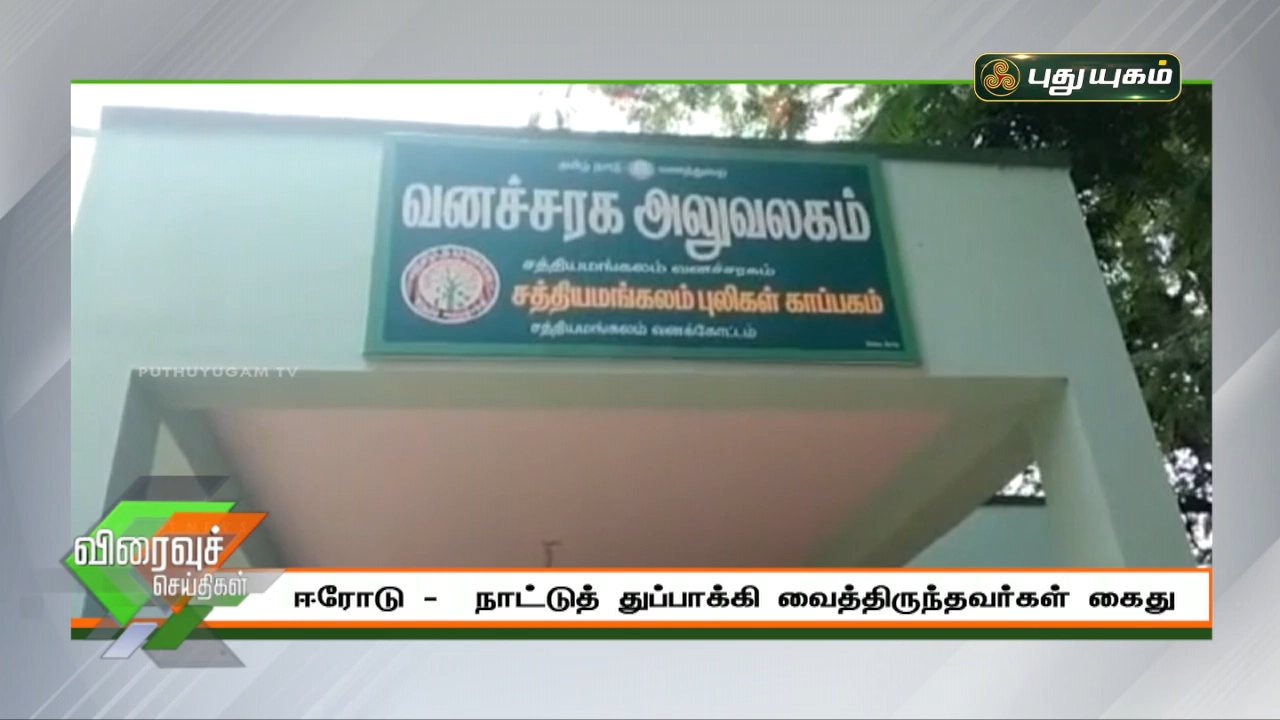 புதுயுகம்
தமிழ் நாடு வனத்துறை
வனச்சரக அலுவலகம்
சத்தியமங்கலம் வனச்சரகம்
சத்தியமங்கலம் புலிகள் காப்பகம்
சத்தியமங்கலம் வனக்கோட்டம்
PUTHUYUGAM TV
விரைவுச்
செய்திகள்
ஈரோடு - நாட்டுத் துப்பாக்கி வைத்திருந்தவர்கள் கைது